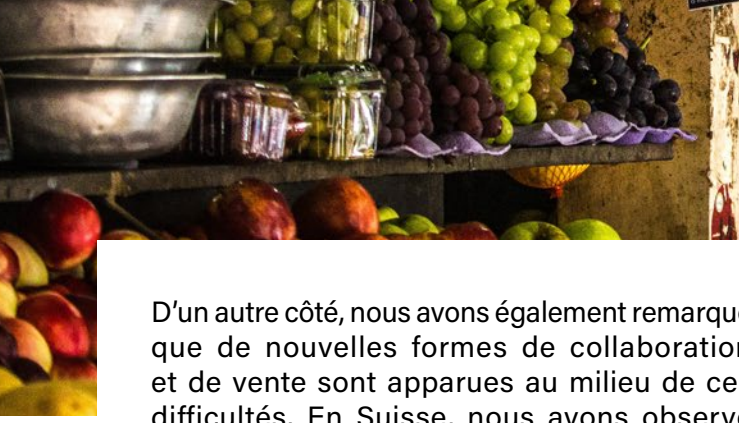 D’un autre côté, nous avons également remarqu
que de nouvelles formes de collaboration
et de vente sont apparues au milieu de ce
difficultés. En Suisse, nous avons observ